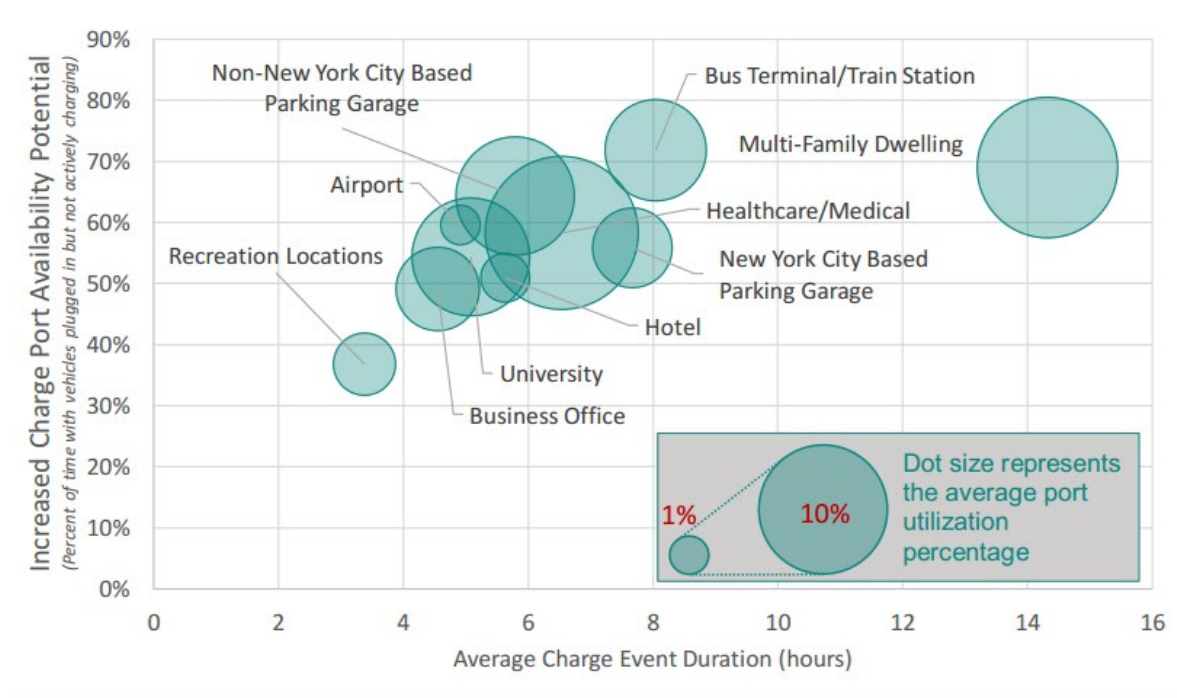 Increased Charge Port Availability Potential
(Percent of time with vehicles plugged in but not actively charging)
90%
80%
70%
60%
50%
40%
30%
20%
10%
0%
Non-New York City Based
Parking Garage
Bus Terminal/Train Station
Multi-Family Dwelling
Airport
Healthcare/Medical
Recreation Locations
New York City Based
Parking Garage
Hotel
University
Business Office
1%
10%
Dot size represents
the average port
utilization
percentage
0
2
4
6
8
10
12
14
16
Average Charge Event Duration (hours)